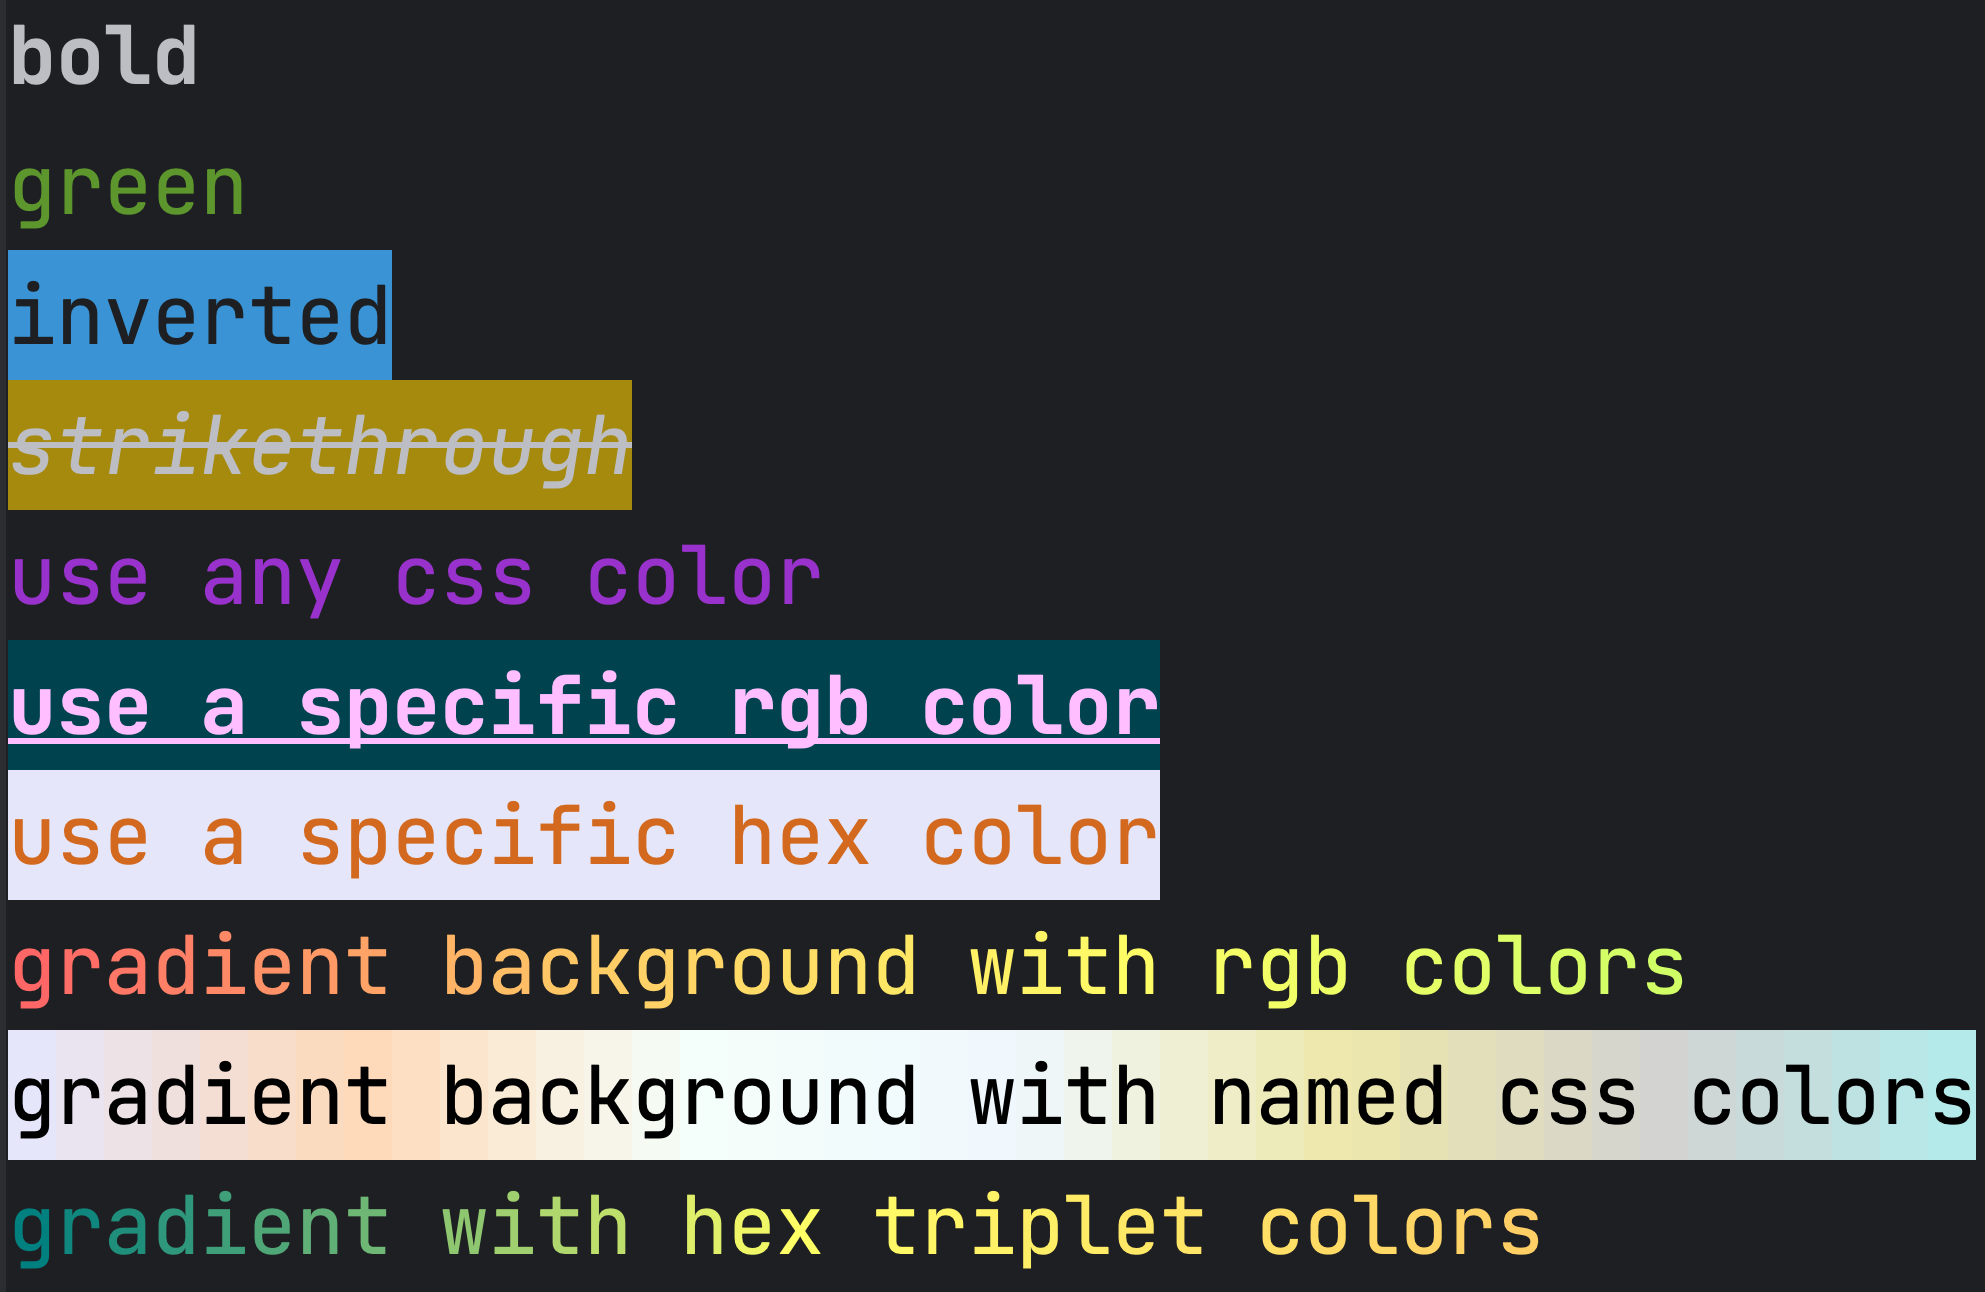 bold
green
inverted
strikethrough
use any css color
use a specific rgb color
use a specific hex color
gradient background with rgb colors
gradient background with named css colors
gradient with hex triplet colors